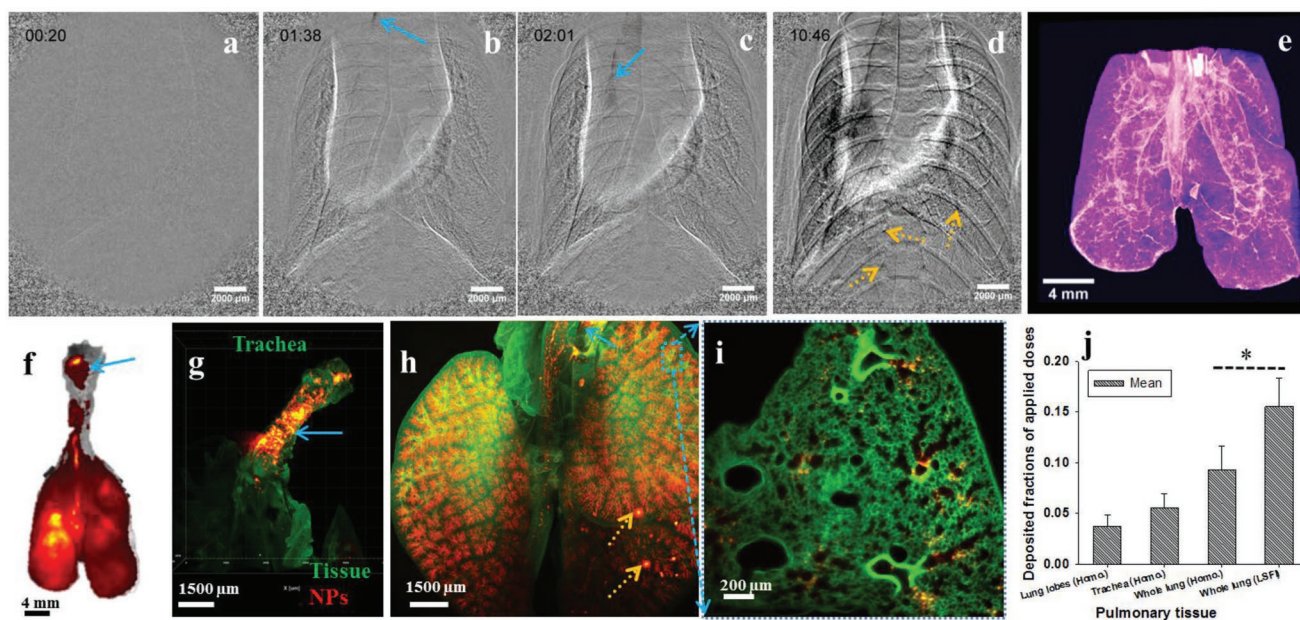 00:20
a
2000 µm
01:38
b
2000 µm
02:01
c
2000 µm
10:46
d
2000 µm
e
4 mm
f
4 mm
g
Trachea
Tissue
NPs
1500 µm
h
1500 µm
i
200 µm
j
*
Mean
Deposited fractions of applied doses
0.20
0.15
0.10
0.05
0.00
Lung lobes (Homo.)
Trachea (Homo.)
Whole lung (Homo.)
Whole lung (LSFI)
Pulmonary tissue